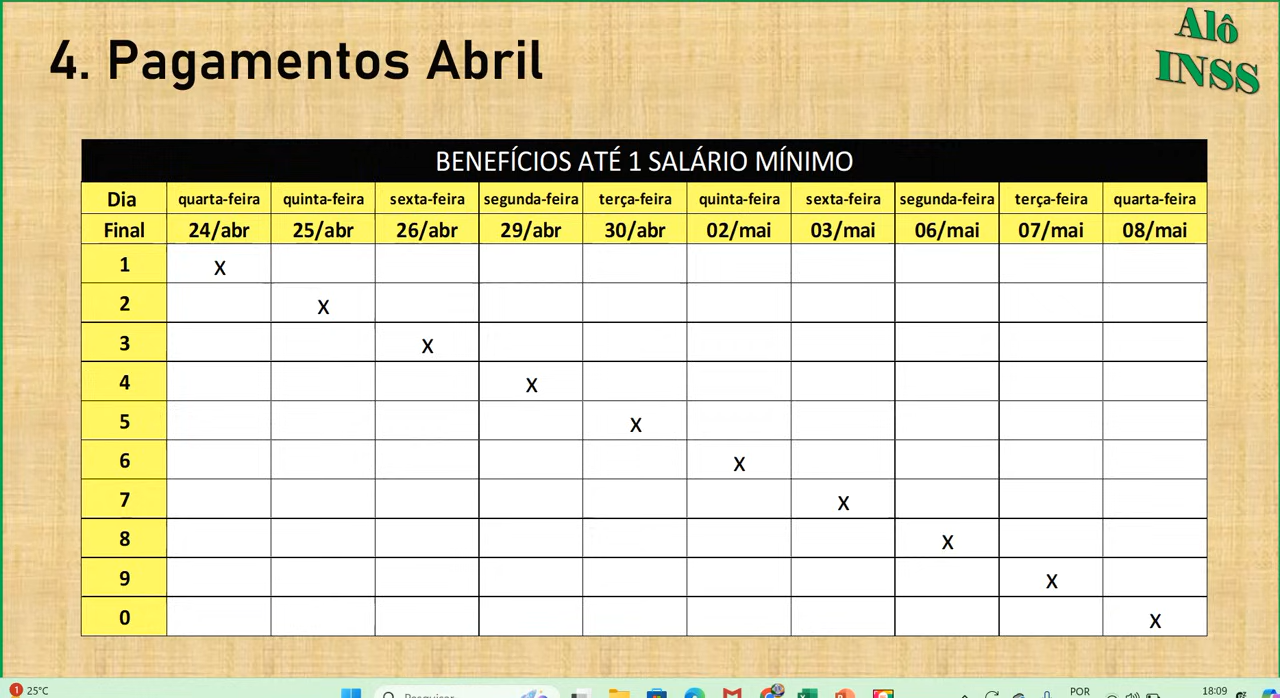 4. Pagamentos Abril
Alô
INSS
BENEFÍCIOS ATÉ 1 SALÁRIO MÍNIMO
Dia quarta-feira quinta-feira sexta-feira segunda-feira terça-feira quinta-feira sexta-feira segunda-feira terça-feira quarta-feira
Final 24/abr 25/abr 26/abr 29/abr 30/abr 02/mai 03/mai 06/mai 07/mai 08/mai
1 X
2 X
3 X
4 X
5 X
6 X
7 X
8 X
9 X
0 X
1 25°C Pesquisar POR 18:09